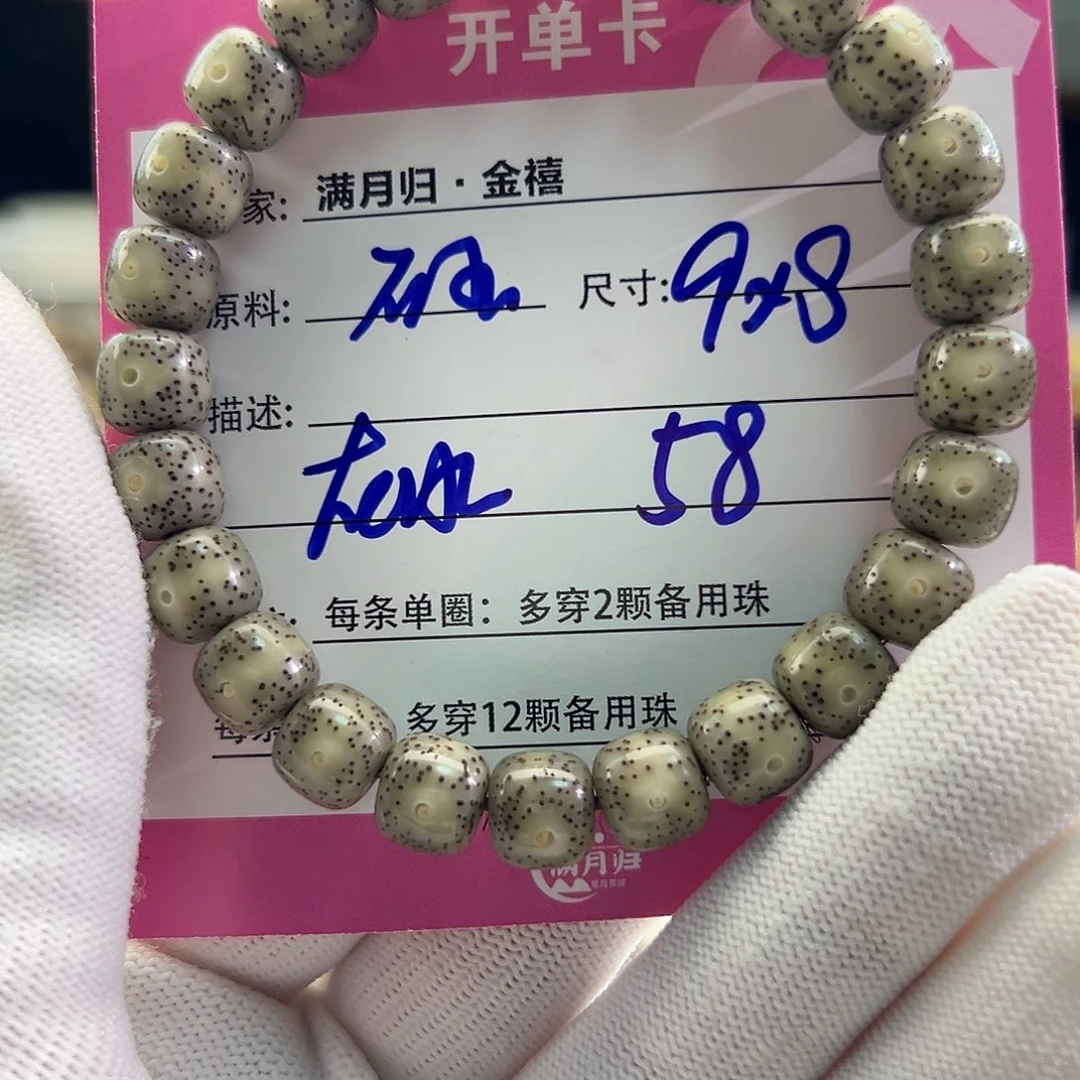 开单卡
家: 满月归·金禧
原料: 尺寸: 9x8
描述:
58
每条单圈：多穿2颗备用珠
每条 多穿12颗备用珠
满月归